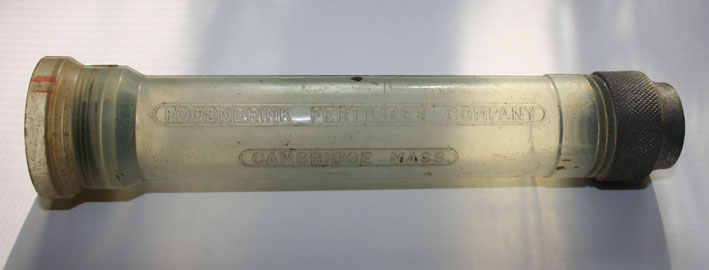 FOODNDRINK FERTILIZER COMPANY
CAMBRIDGE MASS.